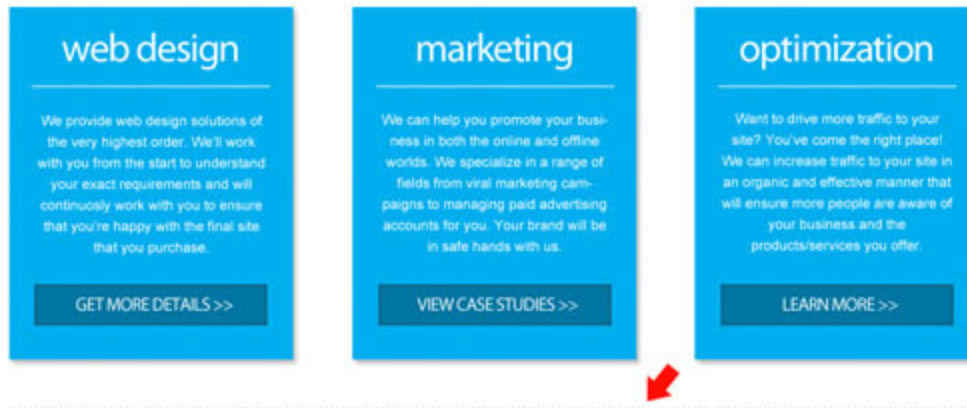 web design
We provide web design solutions of
the very highest order. We'll work
with you from the start to understand
your exact requirements and will
continuosly work with you to ensure
that you're happy with the final site
that you purchase.
GET MORE DETAILS >>
marketing
We can help you promote your busi-
ness in both the online and offline
worlds. We specialize in a range of
fields from viral marketing cam-
paigns to managing paid advertising
accounts for you. Your brand will be
in safe hands with us.
VIEW CASE STUDIES >>
optimization
Want to drive more traffic to your
site? You've come the right place!
We can increase traffic to your site in
an organic and effective manner that
will ensure more people are aware of
your business and the
products/services you offer.
LEARN MORE >>